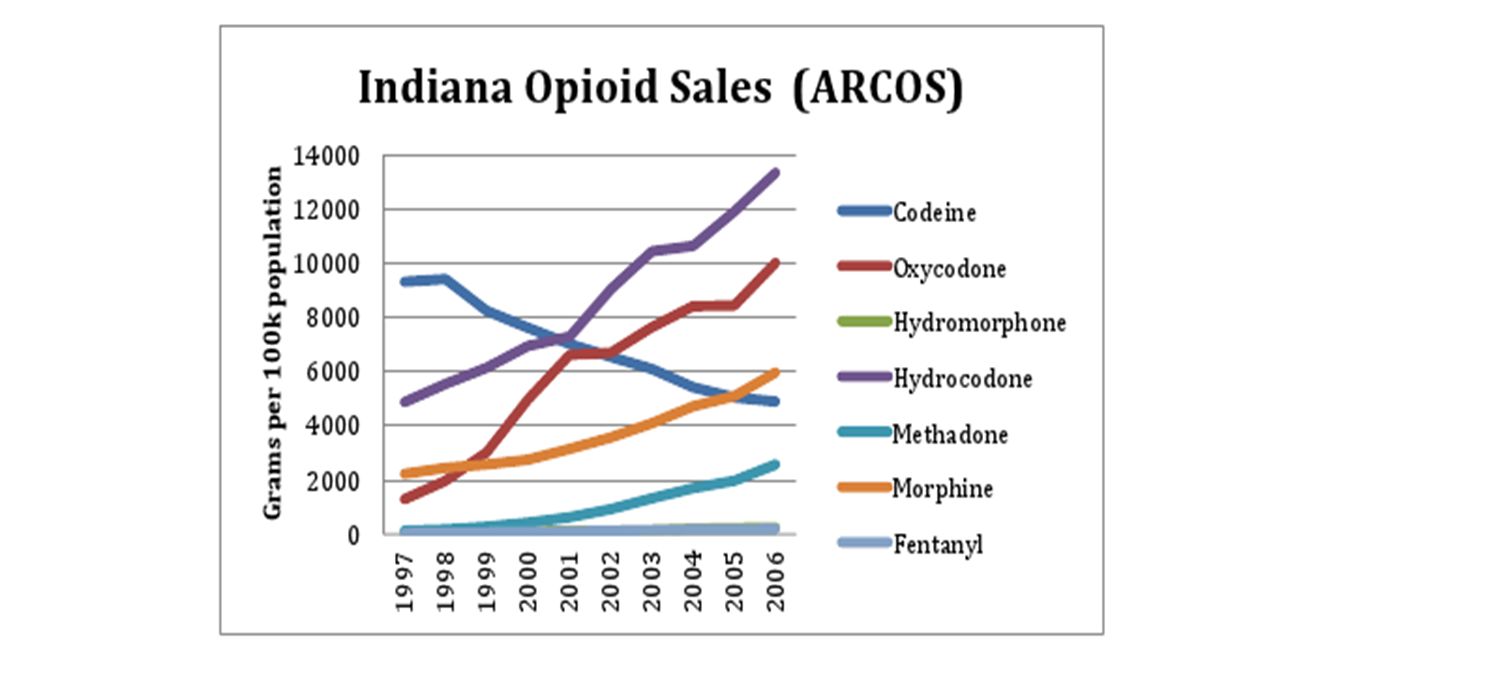 Indiana Opioid Sales (ARCOS)
Grams per 100k population
14000
12000
10000
8000
6000
4000
2000
0
1997
1998
1999
2000
2001
2002
2003
2004
2005
2006
Codeine
Oxycodone
Hydromorphone
Hydrocodone
Methadone
Morphine
Fentanyl